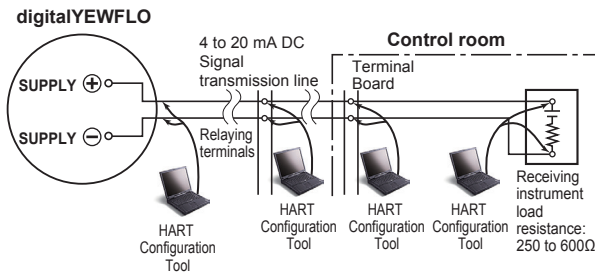 digitalYEWFLO
4 to 20 mA DC
Signal
transmission line
Control room
Terminal
Board
SUPPLY +
SUPPLY −
Relaying
terminals
HART
Configuration
Tool
HART
Configuration
Tool
HART
Configuration
Tool
HART
Configuration
Tool
Receiving
instrument
load
resistance:
250 to 600Ω